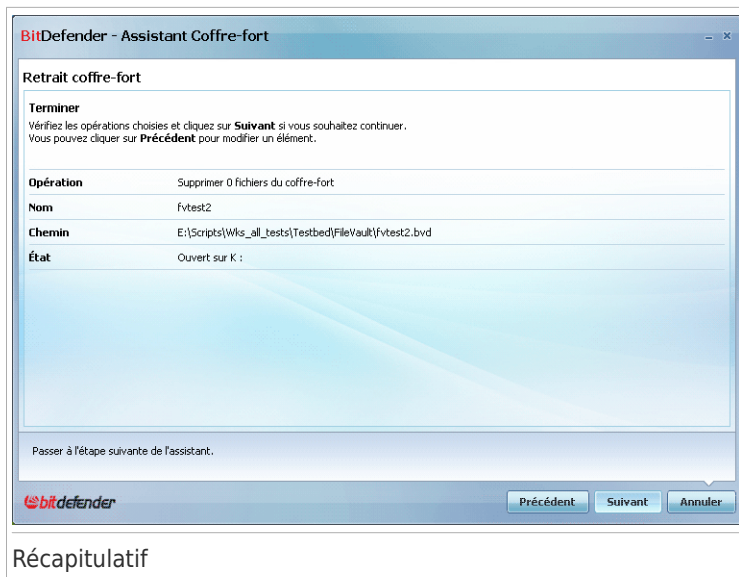 BitDefender - Assistant Coffre-fort
Retrait coffre-fort
Terminer
Vérifiez les opérations choisies et cliquez sur Suivant si vous souhaitez continuer.
Vous pouvez cliquer sur Précédent pour modifier un élément.
Opération Supprimer 0 fichiers du coffre-fort
Nom fvtest2
Chemin E:\Scripts\Wks_all_tests\Testbed\FileVault\fvtest2.bvd
État Ouvert sur K :
Passer à l'étape suivante de l'assistant.
bitdefender
Précédent Suivant Annuler
Récapitulatif